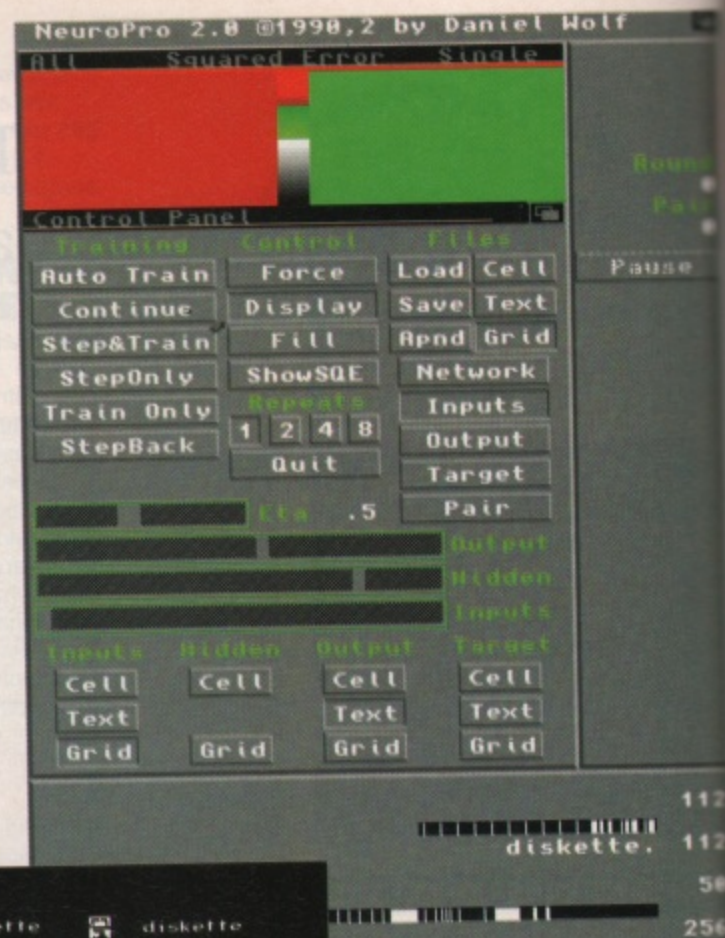 NeuroPro 2.0 ©1990,2 by Daniel Wolf
All Squared Error Single
Control Panel
Training Control Files
Auto Train Force Load Cell
Continue Display Save Text
Step&Train Fill Apnd Grid
StepOnly ShowSQE Network
Train Only Repeats Inputs
StepBack 1 2 4 8 Output
Quit Target
Pair
Eta .5
Output
Hidden
Inputs
Inputs Hidden Output Target
Cell Cell Cell Cell
Text Text Text
Grid Grid Grid Grid
Pause
112
diskette. 112
50
diskette